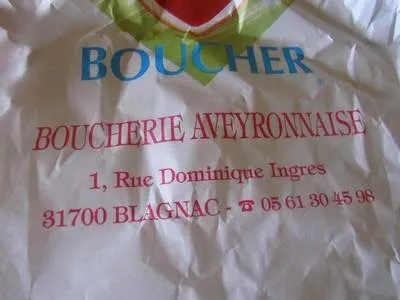 BOUCHER®
BOUCHERIE AVEYRONNAISE
1, Rue Dominique Ingres
31700 BLAGNAC - ☎ 05 61 30 45 98